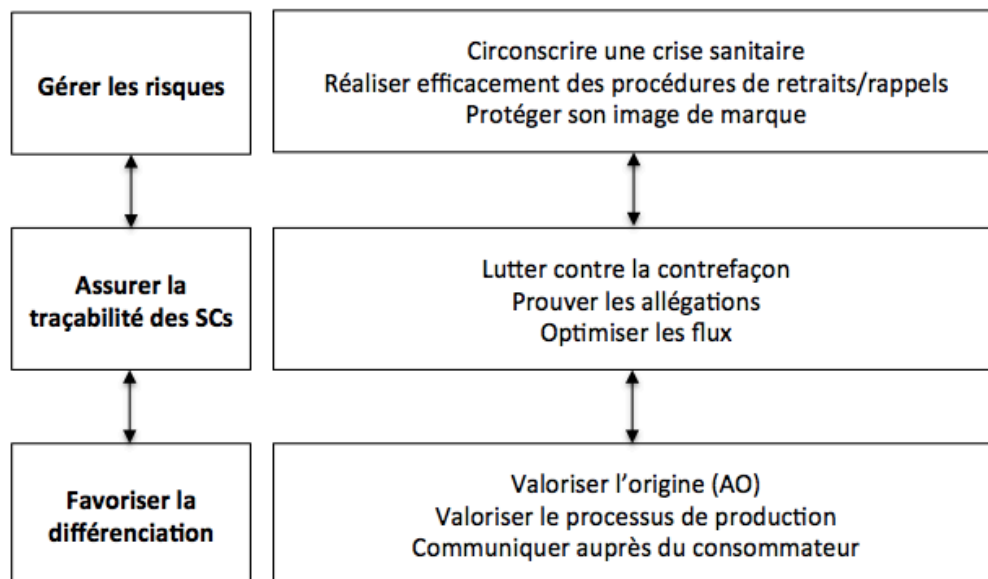 Gérer les risques
Circonscrire une crise sanitaire
Réaliser efficacement des procédures de retraits/rappels
Protéger son image de marque
Assurer la
traçabilité des SCs
Lutter contre la contrefaçon
Prouver les allégations
Optimiser les flux
Favoriser la
différenciation
Valoriser l'origine (AO)
Valoriser le processus de production
Communiquer auprès du consommateur